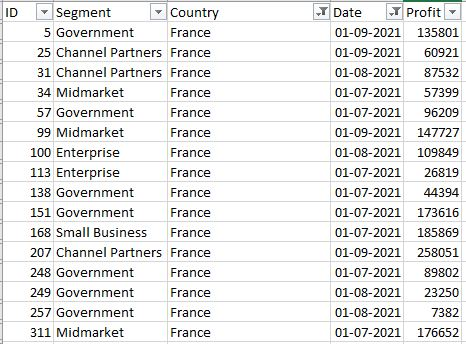 ID Segment Country Date Profit
5 Government France 01-09-2021 135801
25 Channel Partners France 01-09-2021 60921
31 Channel Partners France 01-08-2021 87532
34 Midmarket France 01-07-2021 57399
57 Government France 01-07-2021 96209
99 Midmarket France 01-09-2021 147727
100 Enterprise France 01-08-2021 109849
113 Enterprise France 01-07-2021 26819
138 Government France 01-07-2021 44394
151 Government France 01-07-2021 173616
168 Small Business France 01-07-2021 185869
207 Channel Partners France 01-09-2021 258051
248 Government France 01-07-2021 89802
249 Government France 01-08-2021 23250
257 Government France 01-08-2021 7382
311 Midmarket France 01-07-2021 176652